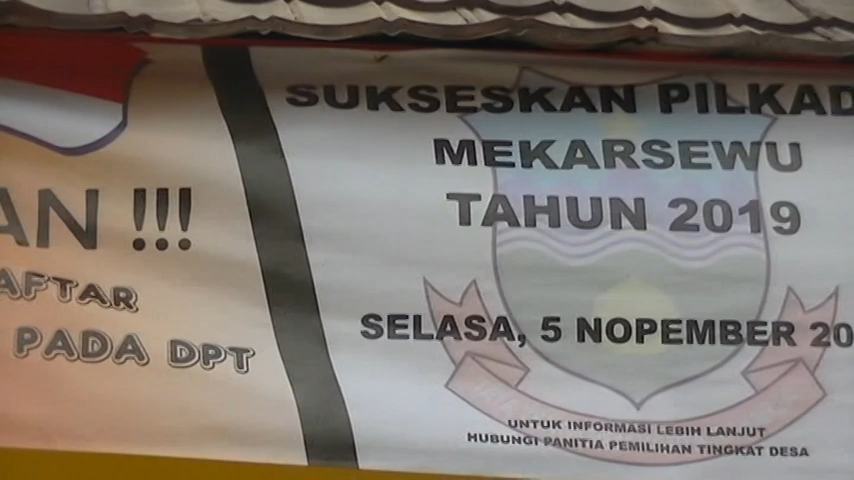 AN !!!
AFTAR
PADA DPT
SUKSESKAN PILKAD
MEKARSEWU
TAHUN 2019
SELASA, 5 NOPEMBER 20
UNTUK INFORMASI LEBIH LANJUT
HUBUNGI PANITIA PEMILIHAN TINGKAT DESA